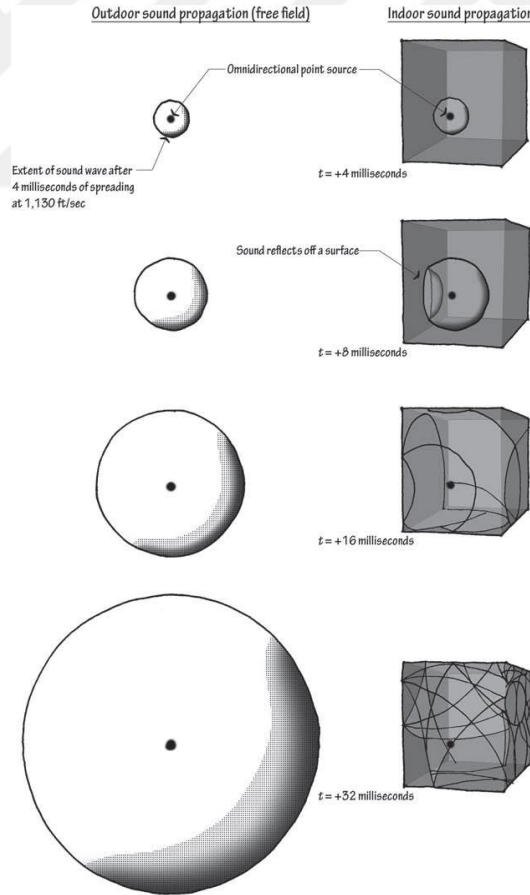 Outdoor sound propagation (free field)
Indoor sound propagation
Omnidirectional point source
Extent of sound wave after
4 milliseconds of spreading
at 1,130 ft/sec
t = +4 milliseconds
Sound reflects off a surface
t = +8 milliseconds
t = +16 milliseconds
t = +32 milliseconds